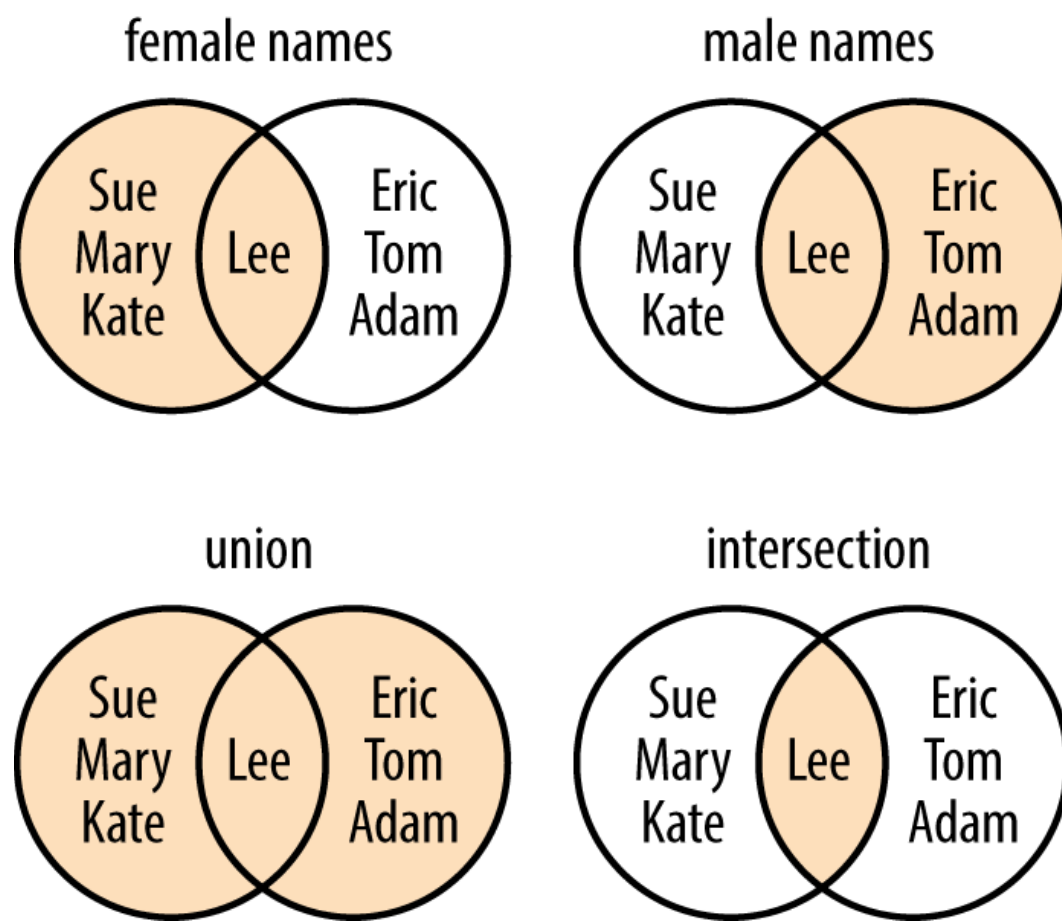 female names
Sue
Mary
Kate
Lee
Eric
Tom
Adam
male names
Sue
Mary
Kate
Lee
Eric
Tom
Adam
union
Sue
Mary
Kate
Lee
Eric
Tom
Adam
intersection
Sue
Mary
Kate
Lee
Eric
Tom
Adam